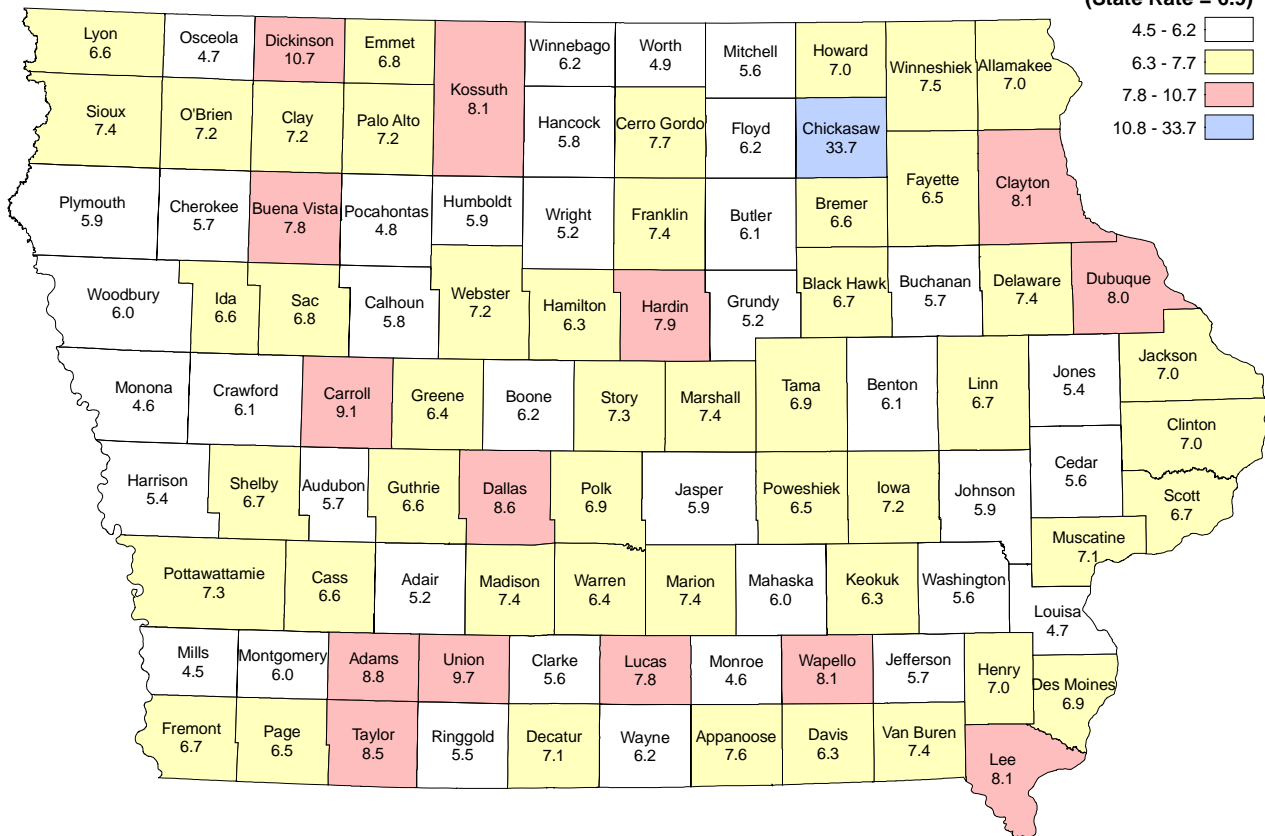 (State Rate = 6.9)
4.5 - 6.2
6.3 - 7.7
7.8 - 10.7
10.8 - 33.7
Lyon
6.6
Osceola
4.7
Dickinson
10.7
Emmet
6.8
Kossuth
8.1
Winnebago
6.2
Worth
4.9
Mitchell
5.6
Howard
7.0
Winneshiek
7.5
Allamakee
7.0
Sioux
7.4
O'Brien
7.2
Clay
7.2
Palo Alto
7.2
Hancock
5.8
Cerro Gordo
7.7
Floyd
6.2
Chickasaw
33.7
Fayette
6.5
Clayton
8.1
Plymouth
5.9
Cherokee
5.7
Buena Vista
7.8
Pocahontas
4.8
Humboldt
5.9
Wright
5.2
Franklin
7.4
Butler
6.1
Bremer
6.6
Woodbury
6.0
Ida
6.6
Sac
6.8
Calhoun
5.8
Webster
7.2
Hamilton
6.3
Hardin
7.9
Grundy
5.2
Black Hawk
6.7
Buchanan
5.7
Delaware
7.4
Dubuque
8.0
Monona
4.6
Crawford
6.1
Carroll
9.1
Greene
6.4
Boone
6.2
Story
7.3
Marshall
7.4
Tama
6.9
Benton
6.1
Linn
6.7
Jones
5.4
Jackson
7.0
Clinton
7.0
Harrison
5.4
Shelby
6.7
Audubon
5.7
Guthrie
6.6
Dallas
8.6
Polk
6.9
Jasper
5.9
Poweshiek
6.5
Iowa
7.2
Johnson
5.9
Cedar
5.6
Scott
6.7
Muscatine
7.1
Pottawattamie
7.3
Cass
6.6
Adair
5.2
Madison
7.4
Warren
6.4
Marion
7.4
Mahaska
6.0
Keokuk
6.3
Washington
5.6
Louisa
4.7
Mills
4.5
Montgomery
6.0
Adams
8.8
Union
9.7
Clarke
5.6
Lucas
7.8
Monroe
4.6
Wapello
8.1
Jefferson
5.7
Henry
7.0
Des Moines
6.9
Fremont
6.7
Page
6.5
Taylor
8.5
Ringgold
5.5
Decatur
7.1
Wayne
6.2
Appanoose
7.6
Davis
6.3
Van Buren
7.4
Lee
8.1